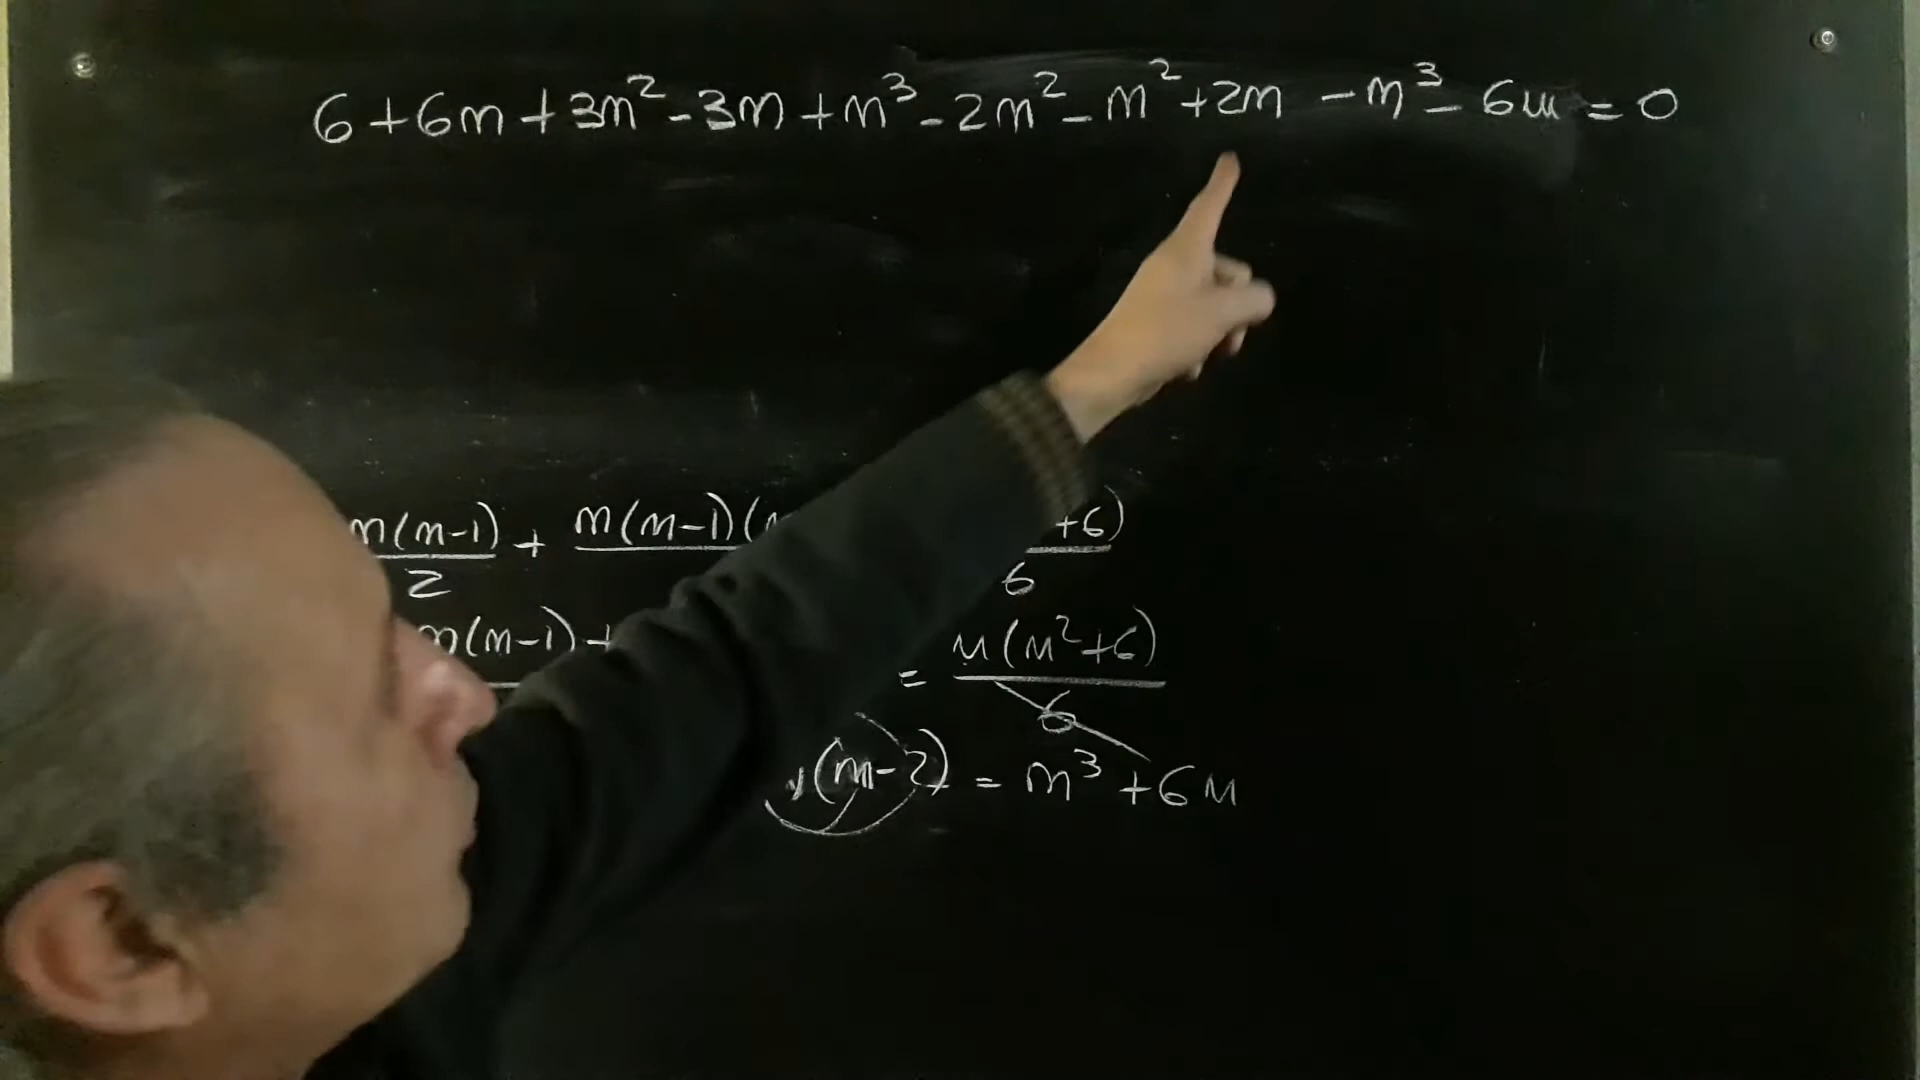 6+6m+3m²-3m+m³-2m²-m²+2m -m³-6m=0
m(m-1)/2 + m(m-1)( +6)/6
m(m-1)+ = m(m²+6)/6
(m-2) = m³+6m